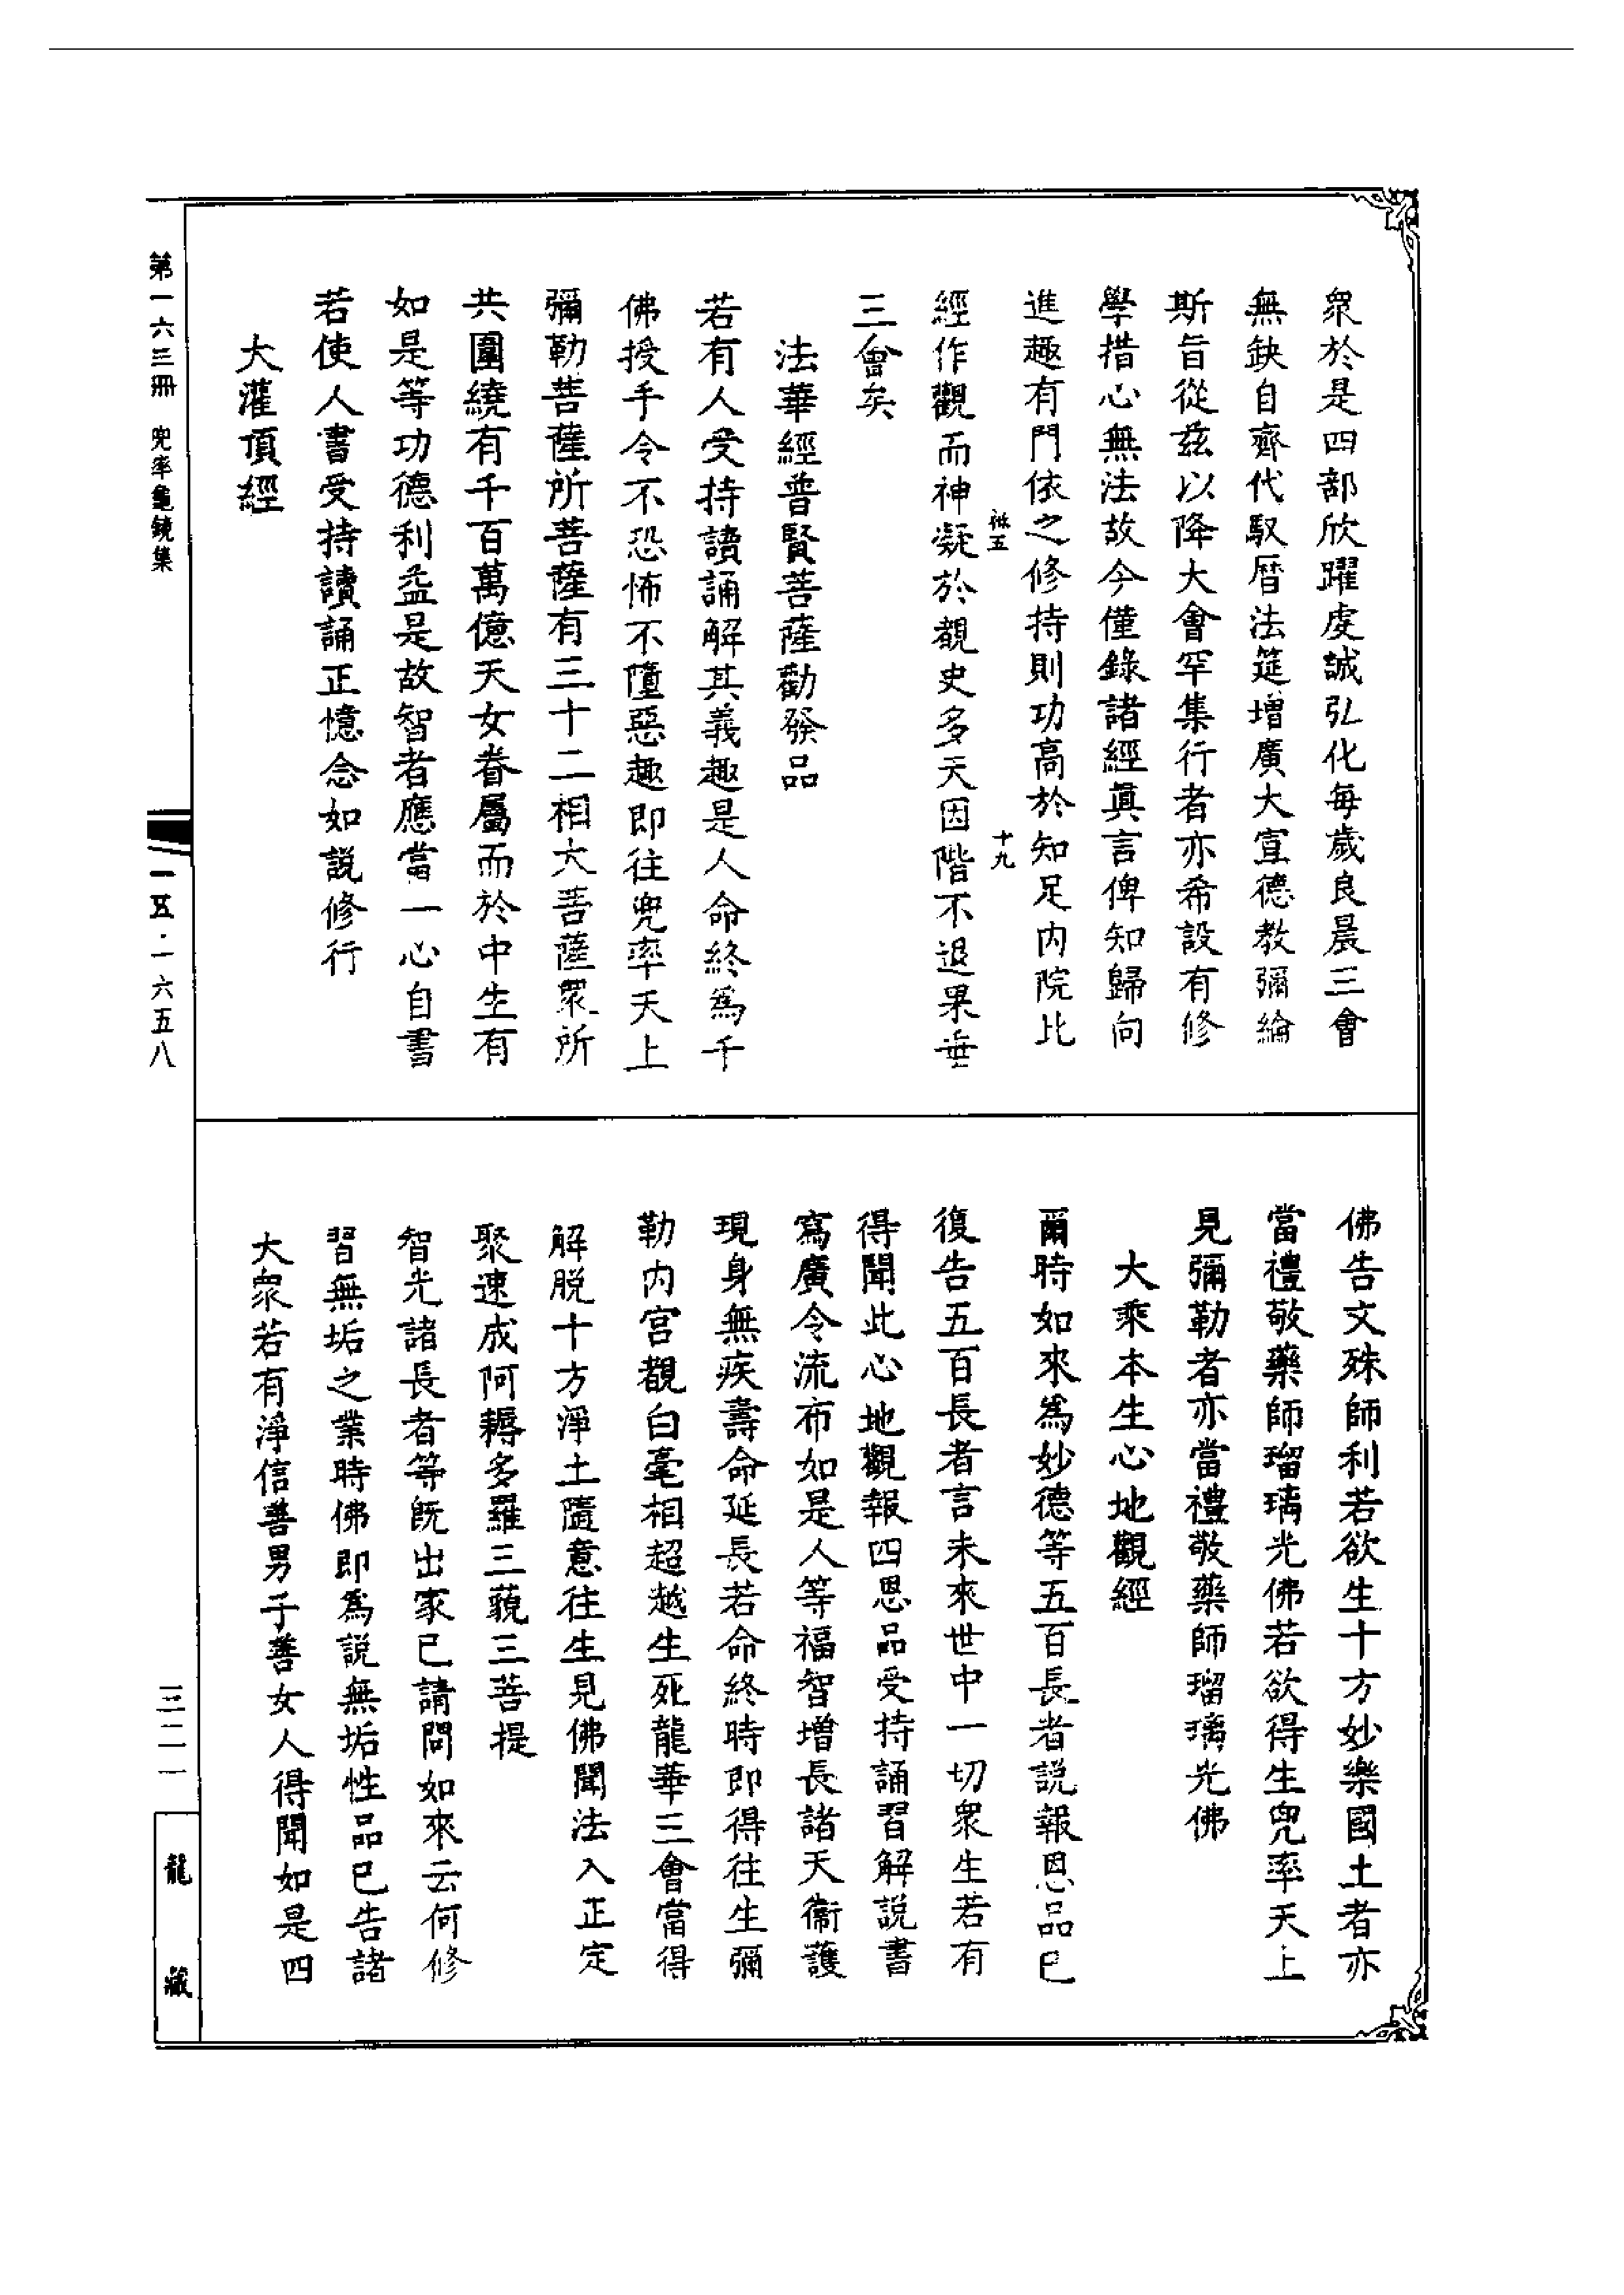 衆於是四部欣躍虔誠弘化每歲良晨三會
無缺自齊代馭曆法筵增廣大宣德教彌綸
斯旨從茲以降大會罕集行者亦希設有修
學措心無法故今僅錄諸經眞言俾知歸向
進趣有門依之修持則功高於知足內院比
祗五
十九
經作觀而神凝於覩史多天因階不退果垂
三會矣
法華經普賢菩薩勸發品
若有人受持讀誦解其義趣是人命終爲千
佛授手令不恐怖不墮惡趣即往兜率天上
彌勒菩薩所菩薩有三十二相大菩薩眾所
共圍繞有千百萬億天女眷屬而於中生有
如是等功德利益是故智者應當一心自書
若使人書受持讀誦正憶念如說修行
大灌頂經
佛告文殊師利若欲生十方妙樂國土者亦
當禮敬藥師瑠璃光佛若欲得生兜率天上
見彌勒者亦當禮敬藥師瑠璃光佛
大乘本生心地觀經
爾時如來爲妙德等五百長者說報恩品已
復告五百長者言未來世中一切衆生若有
得聞此心地觀報四恩品受持誦習解說書
寫廣令流布如是人等福智增長諸天衞護
現身無疾壽命延長若命終時即得往生彌
勒內宮覩白毫相超越生死龍華三會當得
解脫十方淨土隨意往生見佛聞法入正定
聚速成阿耨多羅三藐三菩提
智光諸長者等旣出家已請問如來云何修
習無垢之業時佛即爲說無垢性品已告諸
大衆若有淨信善男子善女人得聞如是四
第一六三冊　兜率龜鏡集
一五·一六五八
三二一
龍藏